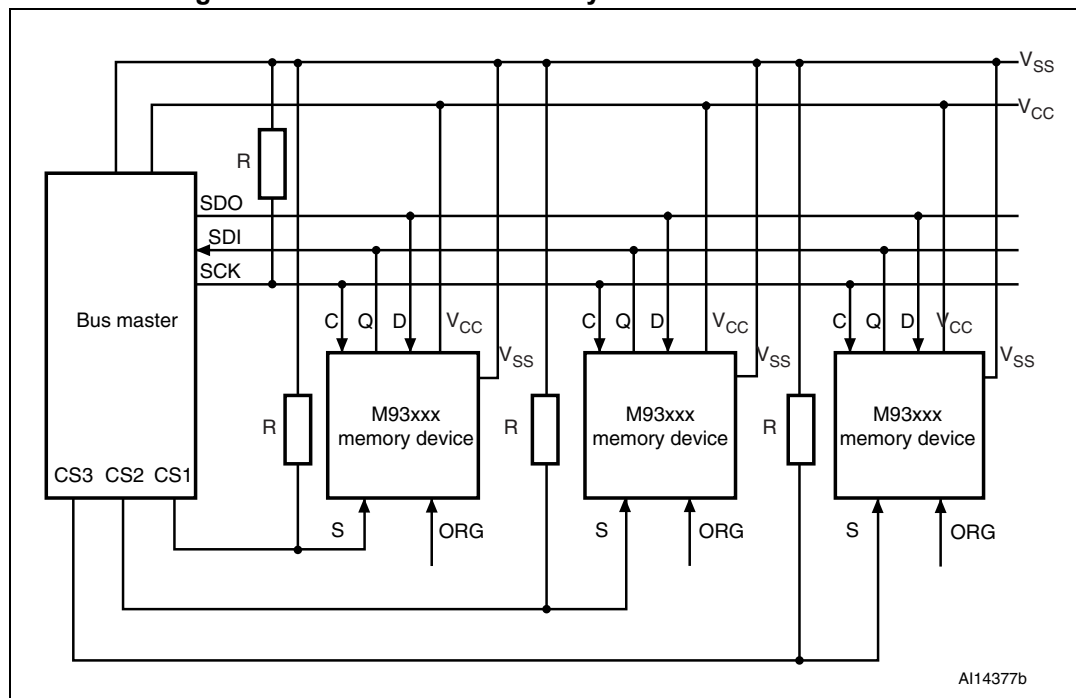 VSS
VCC
R
SDO
SDI
SCK
Bus master
C Q D VCC
VSS
C Q D VCC
VSS
C Q D VCC
VSS
R
M93xxx
memory device
R
M93xxx
memory device
R
M93xxx
memory device
CS3 CS2 CS1
S
ORG
S
ORG
S
ORG
AI14377b